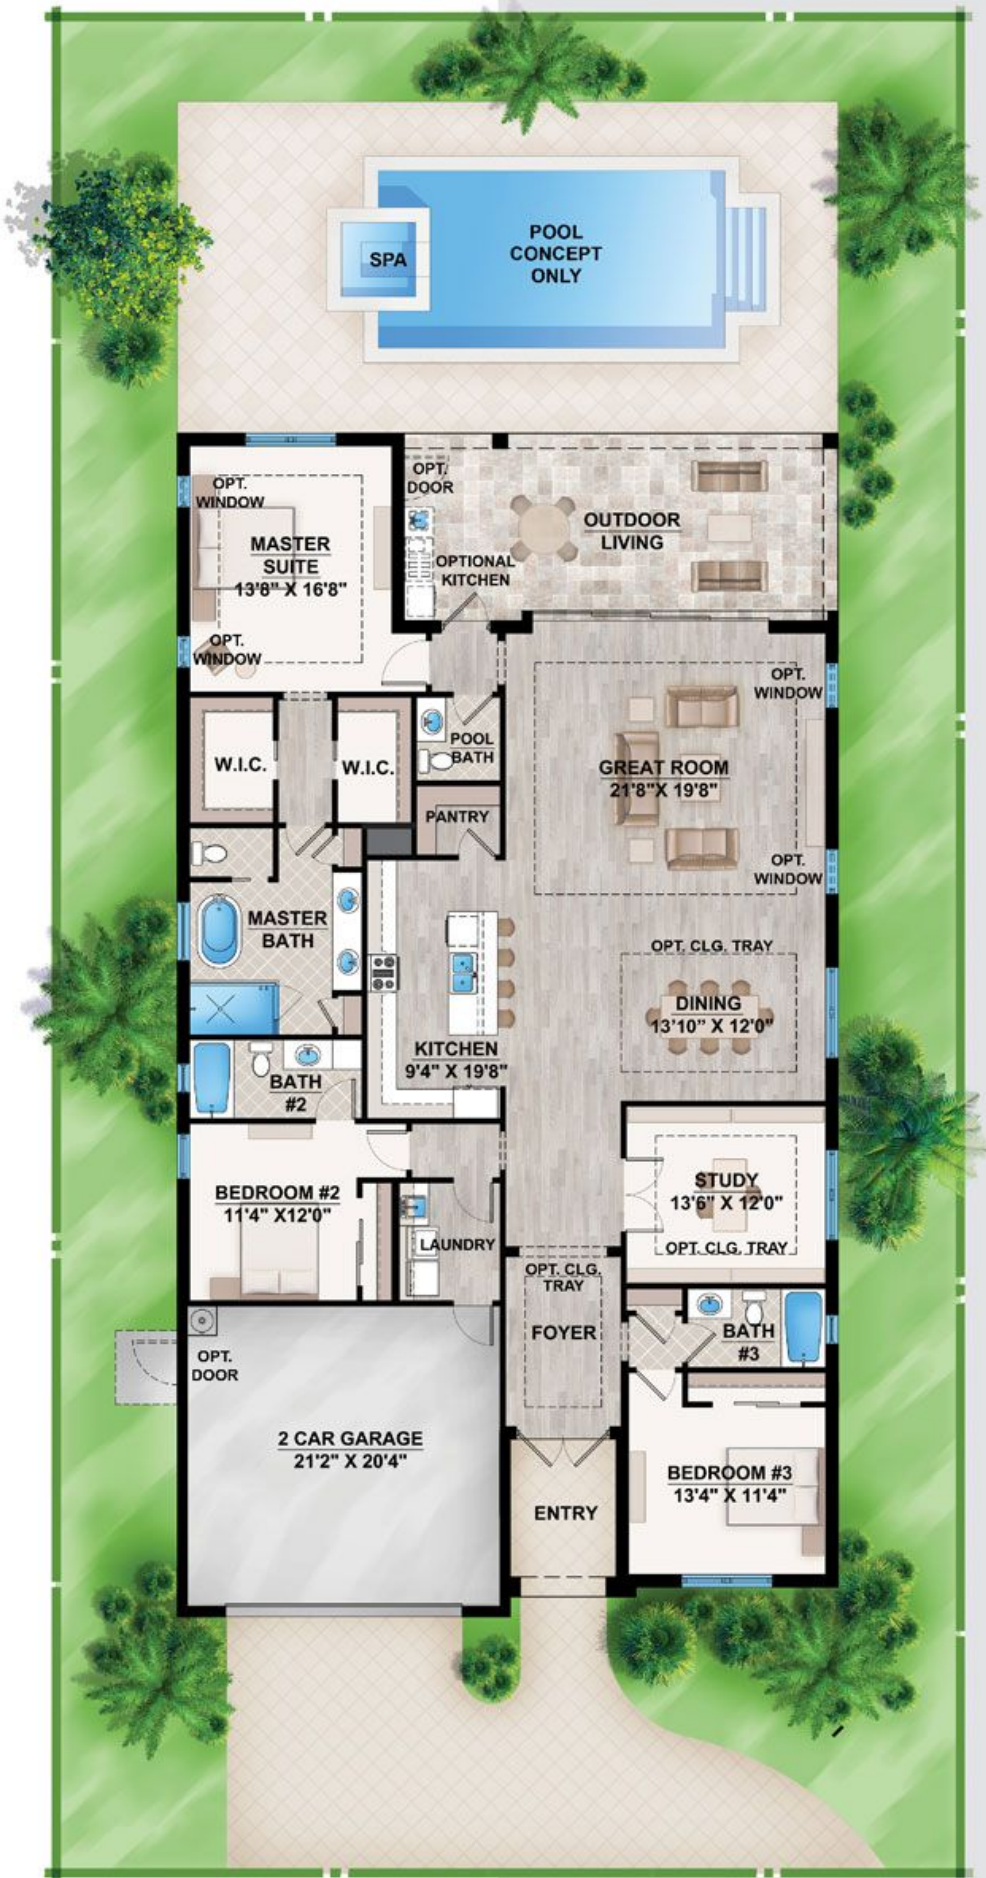 POOL
CONCEPT
ONLY
SPA
OPT.
DOOR
OPT.
WINDOW
OUTDOOR
LIVING
MASTER
SUITE
13'8" X 16'8"
OPTIONAL
KITCHEN
OPT.
WINDOW
OPT.
WINDOW
POOL
BATH
W.I.C.
W.I.C.
GREAT ROOM
21'8"X 19'8"
PANTRY
OPT.
WINDOW
MASTER
BATH
OPT. CLG. TRAY
DINING
13'10" X 12'0"
KITCHEN
9'4" X 19'8"
BATH
#2
BEDROOM #2
11'4" X12'0"
STUDY
13'6" X 12'0"
OPT. CLG. TRAY
LAUNDRY
OPT. CLG.
TRAY
FOYER
BATH
#3
OPT.
DOOR
2 CAR GARAGE
21'2" X 20'4"
BEDROOM #3
13'4" X 11'4"
ENTRY